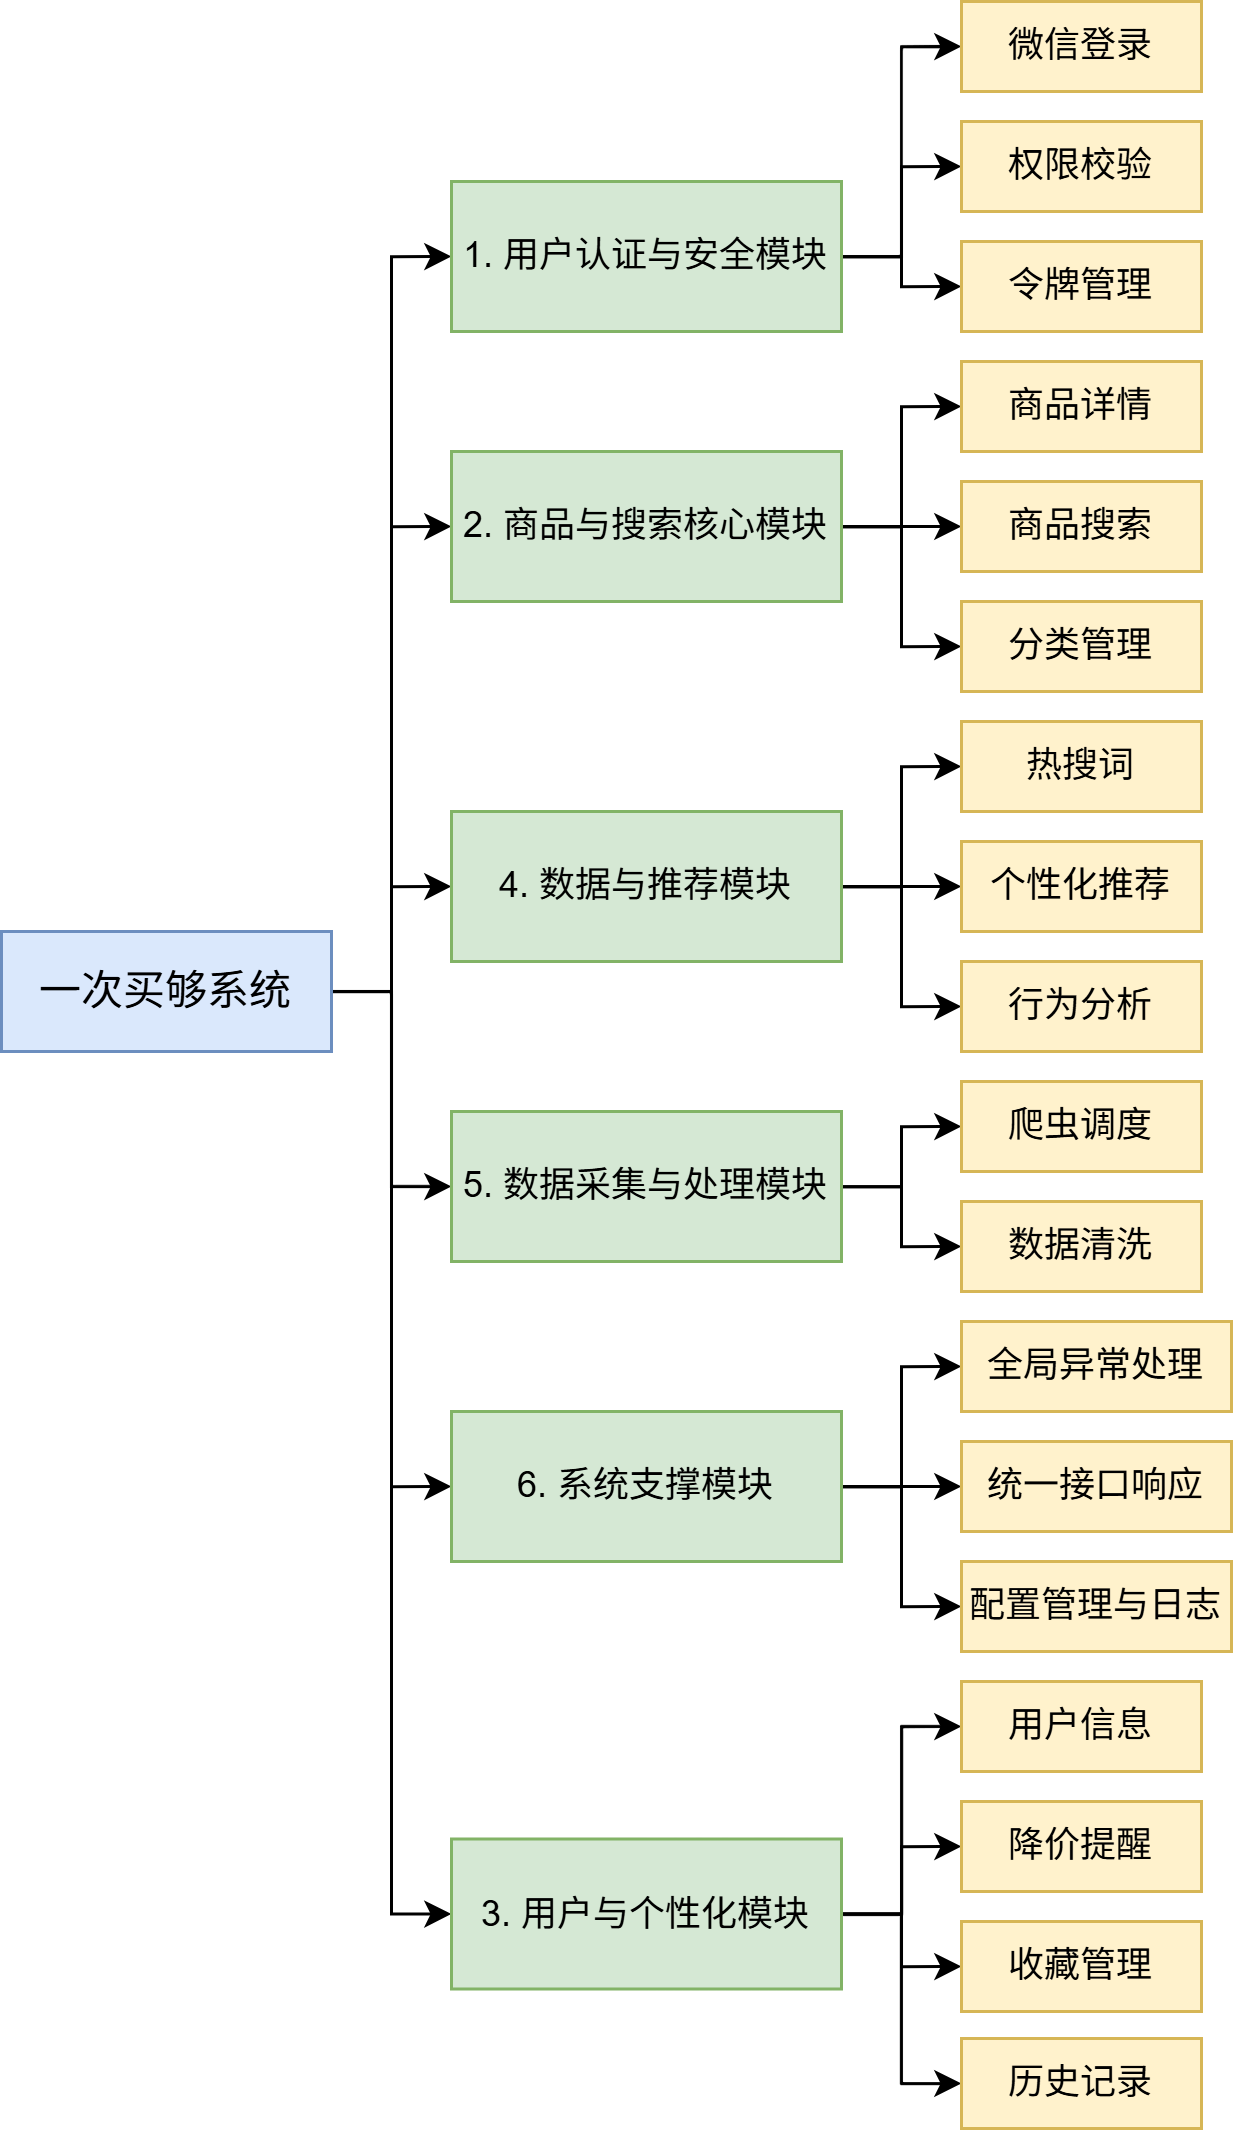 一次买够系统
1. 用户认证与安全模块
微信登录
权限校验
令牌管理
2. 商品与搜索核心模块
商品详情
商品搜索
分类管理
4. 数据与推荐模块
热搜词
个性化推荐
行为分析
5. 数据采集与处理模块
爬虫调度
数据清洗
6. 系统支撑模块
全局异常处理
统一接口响应
配置管理与日志
3. 用户与个性化模块
用户信息
降价提醒
收藏管理
历史记录